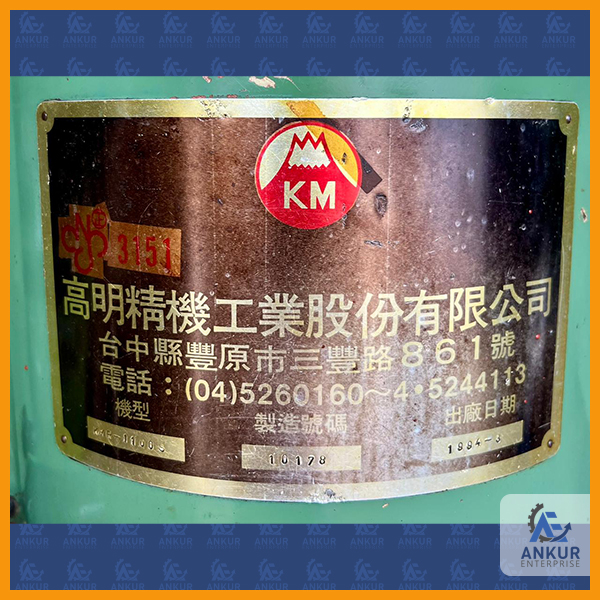 KM
3151
高明精機工業股份有限公司
台中縣豐原市三豐路861號
電話：(04)5260160～4•5244113
機型 製造號碼 出廠日期
10178
ANKUR
ENTERPRISE